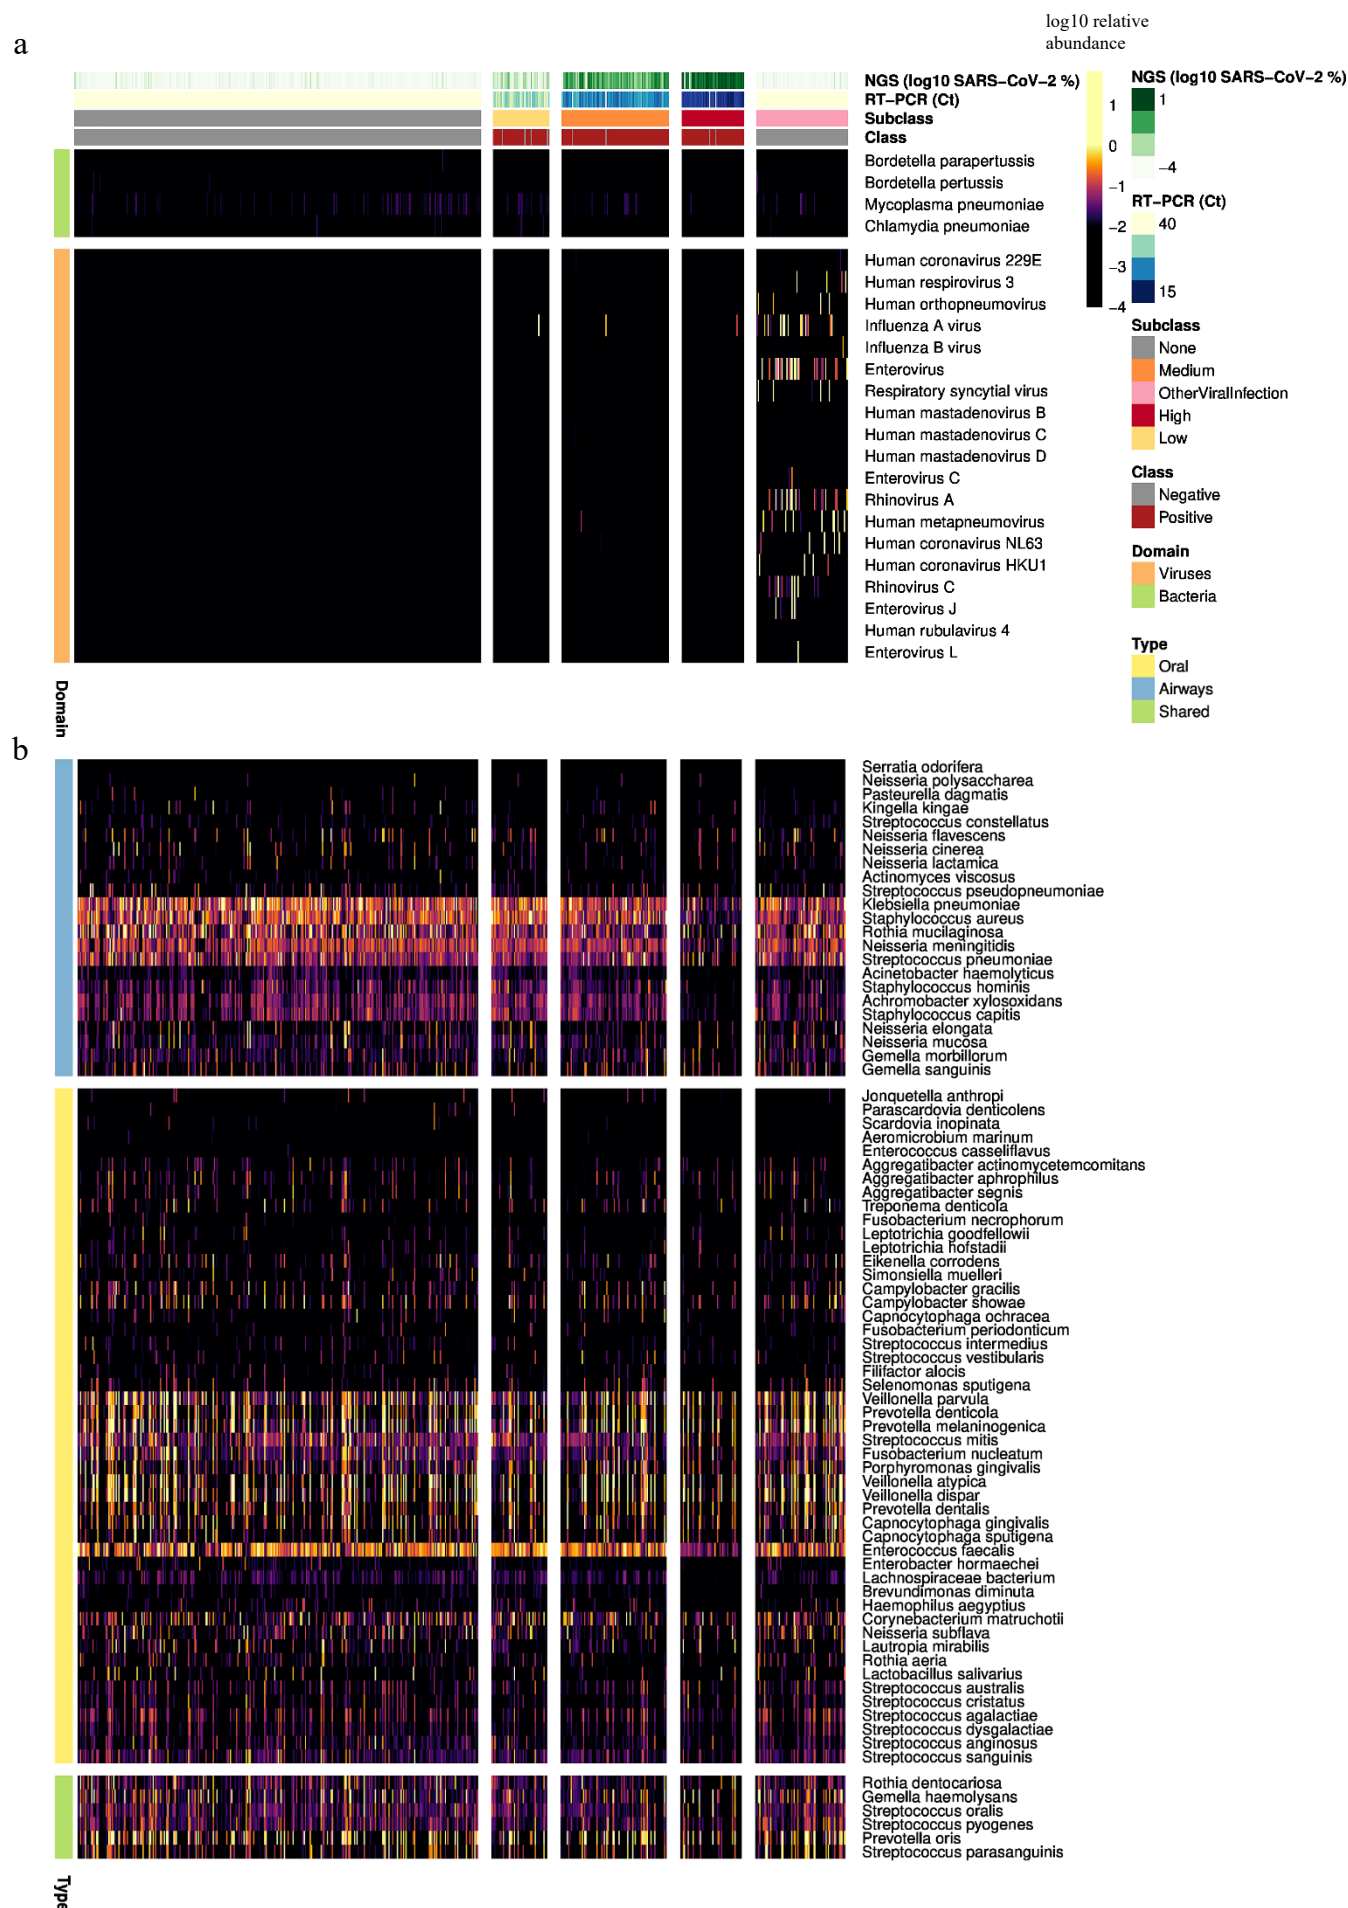 a
log10 relative
abundance
NGS (log10 SARS−CoV−2 %)
RT−PCR (Ct)
Subclass
Class
Bordetella parapertussis
Bordetella pertussis
Mycoplasma pneumoniae
Chlamydia pneumoniae
Human coronavirus 229E
Human respirovirus 3
Human orthopneumovirus
Influenza A virus
Influenza B virus
Enterovirus
Respiratory syncytial virus
Human mastadenovirus B
Human mastadenovirus C
Human mastadenovirus D
Enterovirus C
Rhinovirus A
Human metapneumovirus
Human coronavirus NL63
Human coronavirus HKU1
Rhinovirus C
Enterovirus J
Human rubulavirus 4
Enterovirus L
Domain
1
0
−1
−2
−3
−4
NGS (log10 SARS−CoV−2 %)
1
−4
RT−PCR (Ct)
40
15
Subclass
None
Medium
OtherViralInfection
High
Low
Class
Negative
Positive
Domain
Viruses
Bacteria
Type
Oral
Airways
Shared
b
Serratia odorifera
Neisseria polysaccharea
Pasteurella dagmatis
Kingella kingae
Streptococcus constellatus
Neisseria flavescens
Neisseria cinerea
Neisseria lactamica
Actinomyces viscosus
Streptococcus pseudopneumoniae
Klebsiella pneumoniae
Staphylococcus aureus
Rothia mucilaginosa
Neisseria meningitidis
Streptococcus pneumoniae
Acinetobacter haemolyticus
Staphylococcus hominis
Achromobacter xylosoxidans
Staphylococcus capitis
Neisseria elongata
Neisseria mucosa
Gemella morbillorum
Gemella sanguinis
Jonquetella anthropi
Parascardovia denticolens
Scardovia inopinata
Aeromicrobium marinum
Enterococcus casseliflavus
Aggregatibacter actinomycetemcomitans
Aggregatibacter aphrophilus
Aggregatibacter segnis
Treponema denticola
Fusobacterium necrophorum
Leptotrichia goodfellowii
Leptotrichia hofstadii
Eikenella corrodens
Simonsiella muelleri
Campylobacter gracilis
Campylobacter showae
Capnocytophaga ochracea
Fusobacterium periodonticum
Streptococcus intermedius
Streptococcus vestibularis
Filifactor alocis
Selenomonas sputigena
Veillonella parvula
Prevotella denticola
Prevotella melaninogenica
Streptococcus mitis
Fusobacterium nucleatum
Porphyromonas gingivalis
Veillonella atypica
Veillonella dispar
Prevotella dentalis
Capnocytophaga gingivalis
Capnocytophaga sputigena
Enterococcus faecalis
Enterobacter hormaechei
Lachnospiraceae bacterium
Brevundimonas diminuta
Haemophilus aegyptius
Corynebacterium matruchotii
Neisseria subflava
Lautropia mirabilis
Rothia aeria
Lactobacillus salivarius
Streptococcus australis
Streptococcus cristatus
Streptococcus agalactiae
Streptococcus dysgalactiae
Streptococcus anginosus
Streptococcus sanguinis
Rothia dentocariosa
Gemella haemolysans
Streptococcus oralis
Streptococcus pyogenes
Prevotella oris
Streptococcus parasanguinis
Type